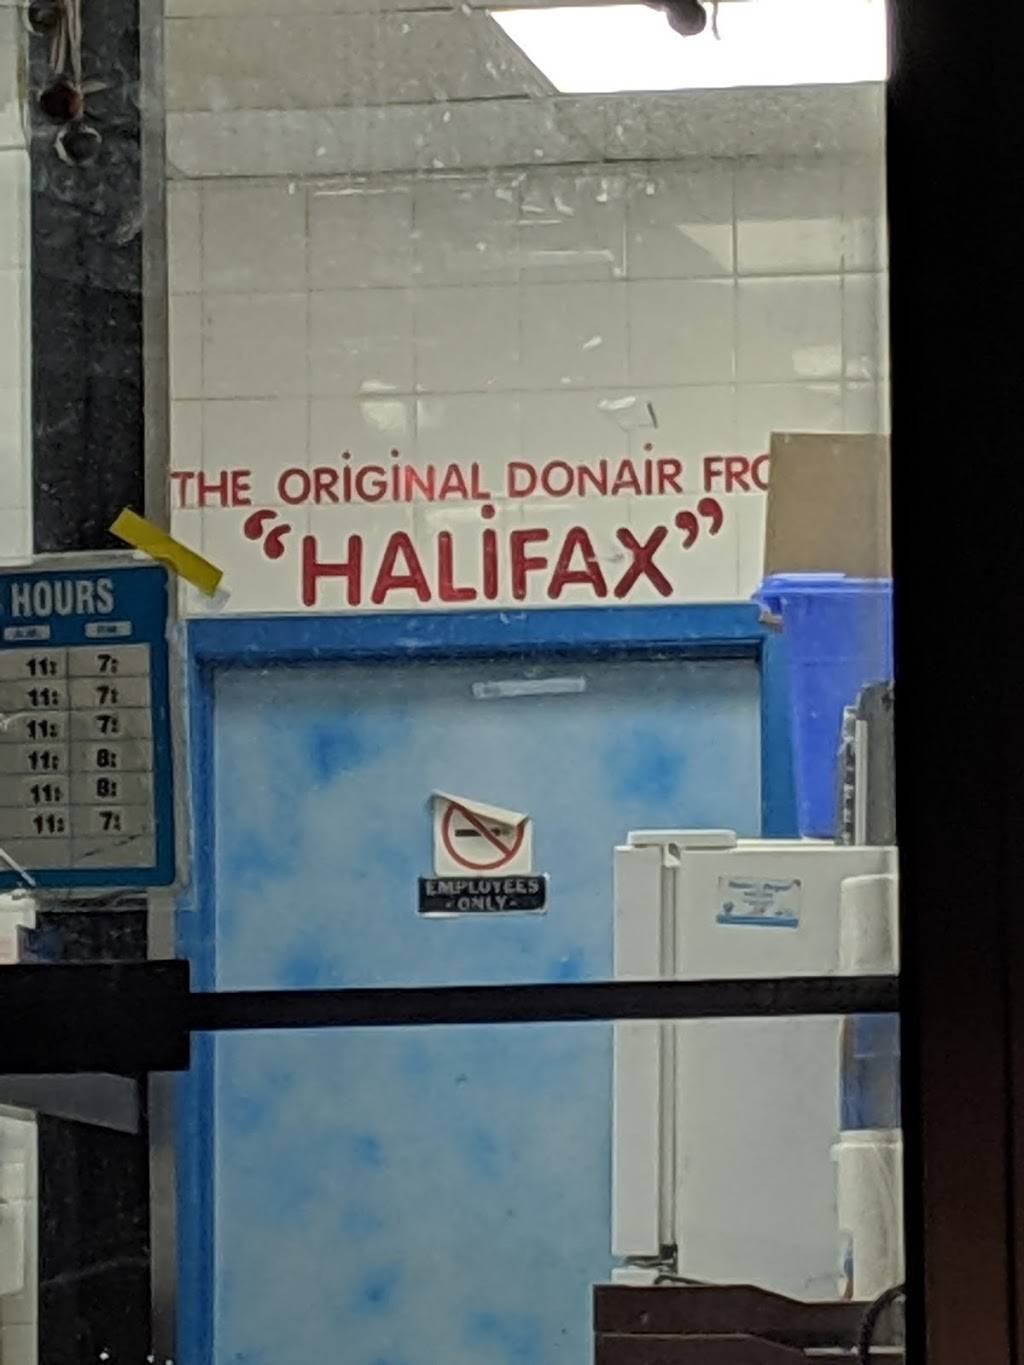 THE ORiGiNAL DONAiR FRO
“HALiFAX”
HOURS
11: 7:
11: 7:
11: 7:
11: 8:
11: 8:
11: 7:
EMPLOYEES
-ONLY-